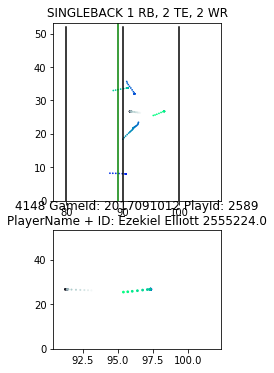 SINGLEBACK 1 RB, 2 TE, 2 WR
50
40
30
20
10
0
80 90 100
4148 GameId: 2017091012 PlayId: 2589
PlayerName + ID: Ezekiel Elliott 2555224.0
40
20
0
92.5 95.0 97.5 100.0